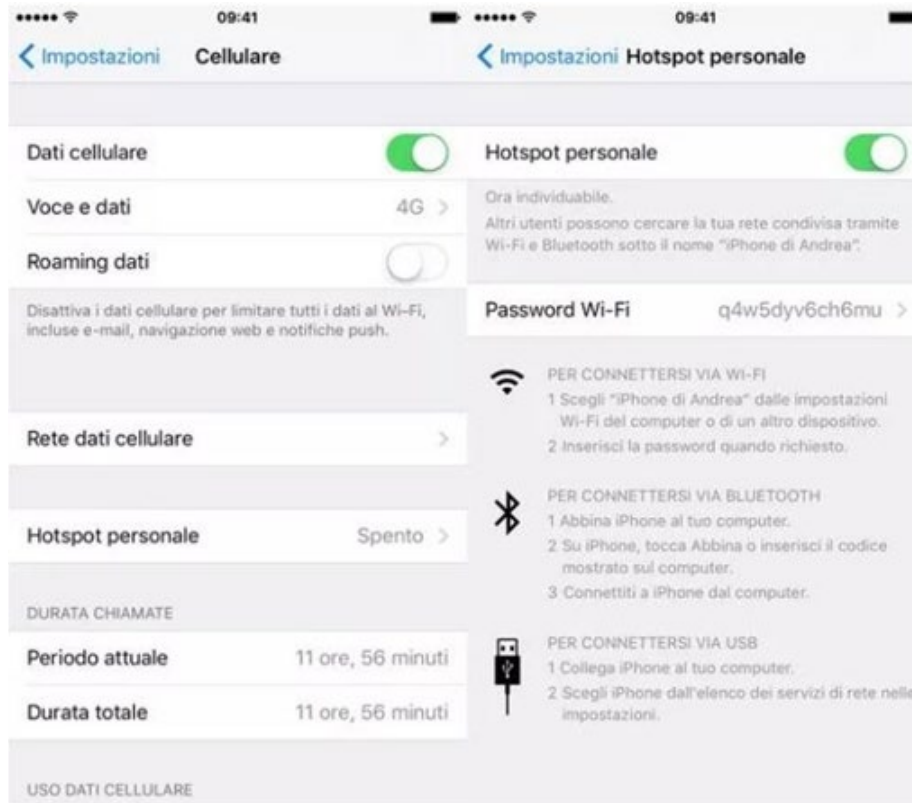 09:41
Impostazioni Cellulare
Dati cellulare
Voce e dati 4G
Roaming dati
Disattiva i dati cellulare per limitare tutti i dati al Wi-Fi,
incluse e-mail, navigazione web e notifiche push.
Rete dati cellulare
Hotspot personale Spento
DURATA CHIAMATE
Periodo attuale 11 ore, 56 minuti
Durata totale 11 ore, 56 minuti
USO DATI CELLULARE
09:41
Impostazioni Hotspot personale
Hotspot personale
Ora individuabile.
Altri utenti possono cercare la tua rete condivisa tramite
Wi-Fi e Bluetooth sotto il nome “iPhone di Andrea”.
Password Wi-Fi q4w5dyv6ch6mu
PER CONNETTERSI VIA WI-FI
1 Scegli “iPhone di Andrea” dalle impostazioni
Wi-Fi del computer o di un altro dispositivo.
2 Inserisci la password quando richiesto.
PER CONNETTERSI VIA BLUETOOTH
1 Abbina iPhone al tuo computer.
2 Su iPhone, tocca Abbina o inserisci il codice
mostrato sul computer.
3 Connettiti a iPhone dal computer.
PER CONNETTERSI VIA USB
1 Collega iPhone al tuo computer.
2 Scegli iPhone dall'elenco dei servizi di rete nelle
impostazioni.